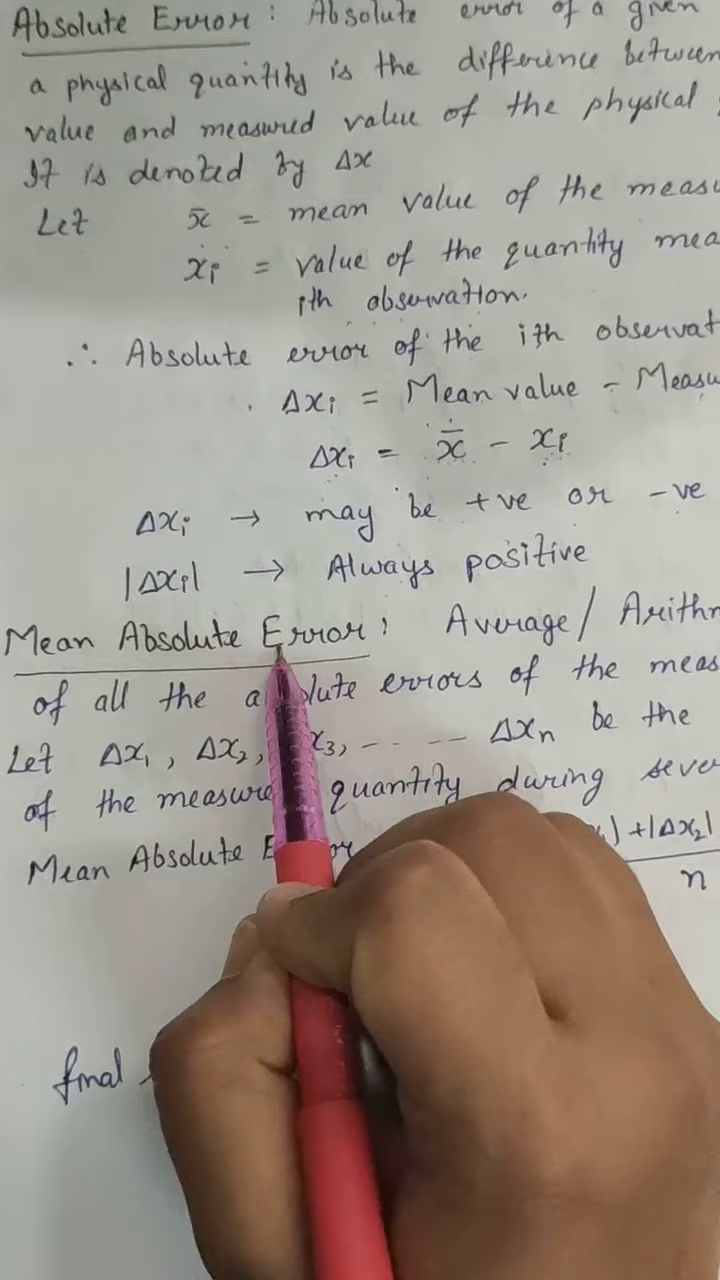 Absolute Error : Absolute error of a given
a physical quantity is the difference between
value and measured value of the physical
It is denoted by Δx
Let x̄ = mean value of the measu
xi = value of the quantity mea
ith observation.
∴ Absolute error of the ith observat
Δxi = Mean value - Measu
Δxi = x̄ - xi
Δxi → may be +ve or -ve
|Δxi| → Always positive
Mean Absolute Error : Average/ Arithm
of all the absolute errors of the meas
Let Δx1, Δx2, x3, - - - - - Δxn be the
of the measure quantity during seve
Mean Absolute Error | + |Δx2|
n
final